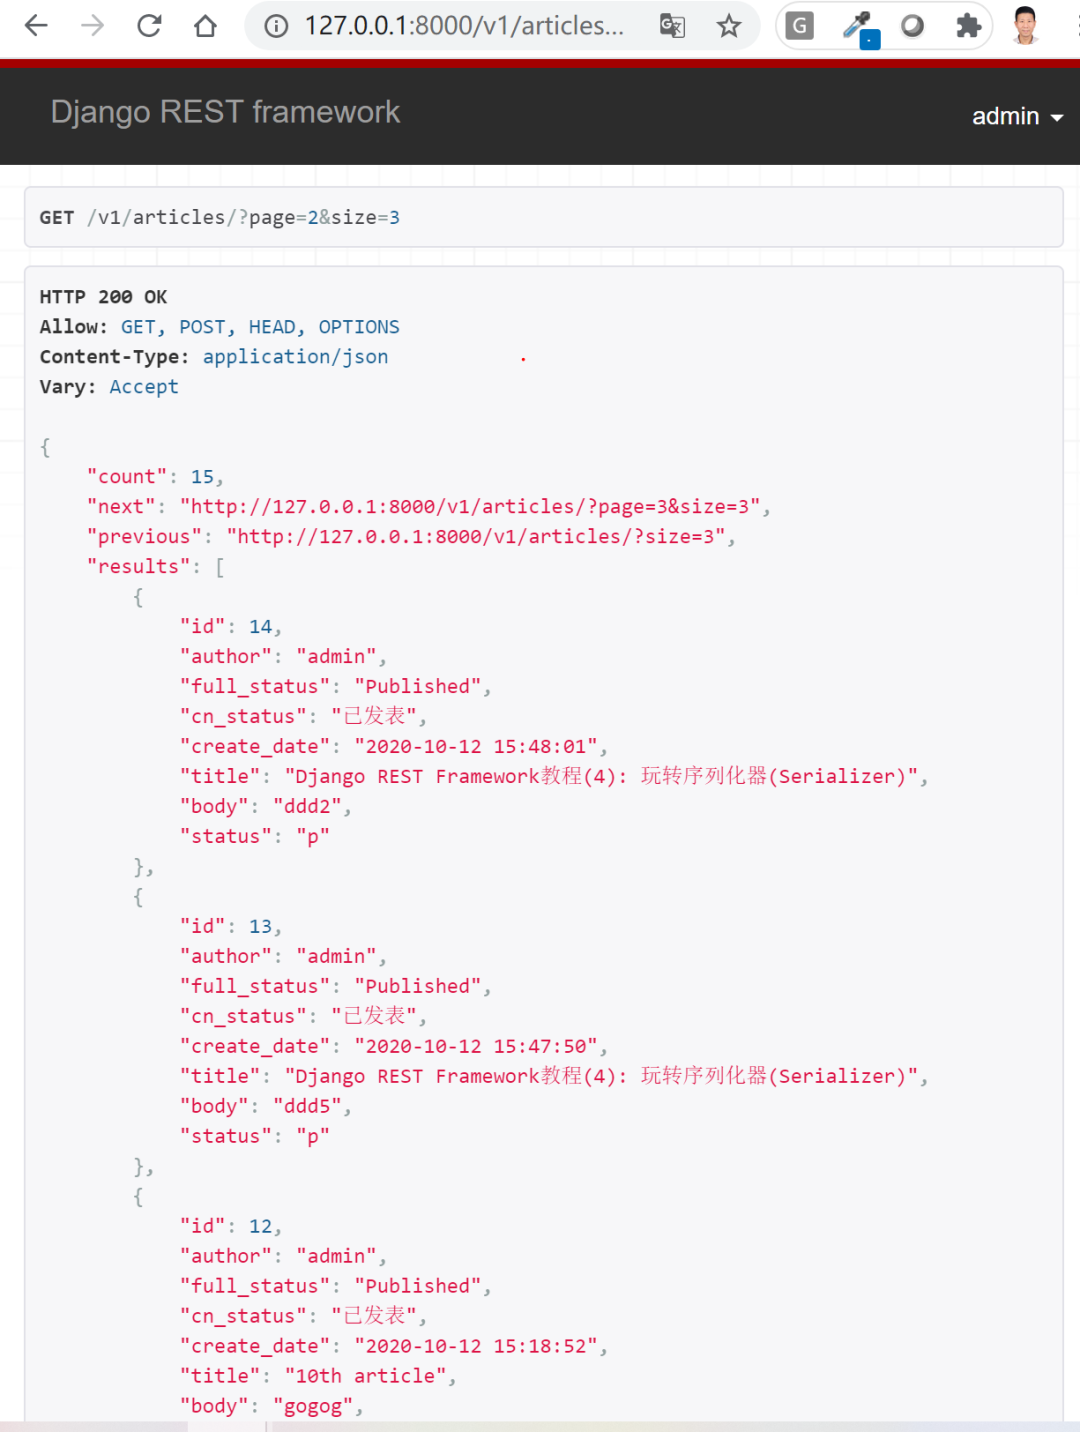 127.0.0.1:8000/v1/articles...
G
Django REST framework
admin
GET /v1/articles/?page=2&size=3
HTTP 200 OK
Allow: GET, POST, HEAD, OPTIONS
Content-Type: application/json
Vary: Accept
{
"count": 15,
"next": "http://127.0.0.1:8000/v1/articles/?page=3&size=3",
"previous": "http://127.0.0.1:8000/v1/articles/?size=3",
"results": [
{
"id": 14,
"author": "admin",
"full_status": "Published",
"cn_status": "已发表",
"create_date": "2020-10-12 15:48:01",
"title": "Django REST Framework教程(4): 玩转序列化器(Serializer)",
"body": "ddd2",
"status": "p"
},
{
"id": 13,
"author": "admin",
"full_status": "Published",
"cn_status": "已发表",
"create_date": "2020-10-12 15:47:50",
"title": "Django REST Framework教程(4): 玩转序列化器(Serializer)",
"body": "ddd5",
"status": "p"
},
{
"id": 12,
"author": "admin",
"full_status": "Published",
"cn_status": "已发表",
"create_date": "2020-10-12 15:18:52",
"title": "10th article",
"body": "gogog",